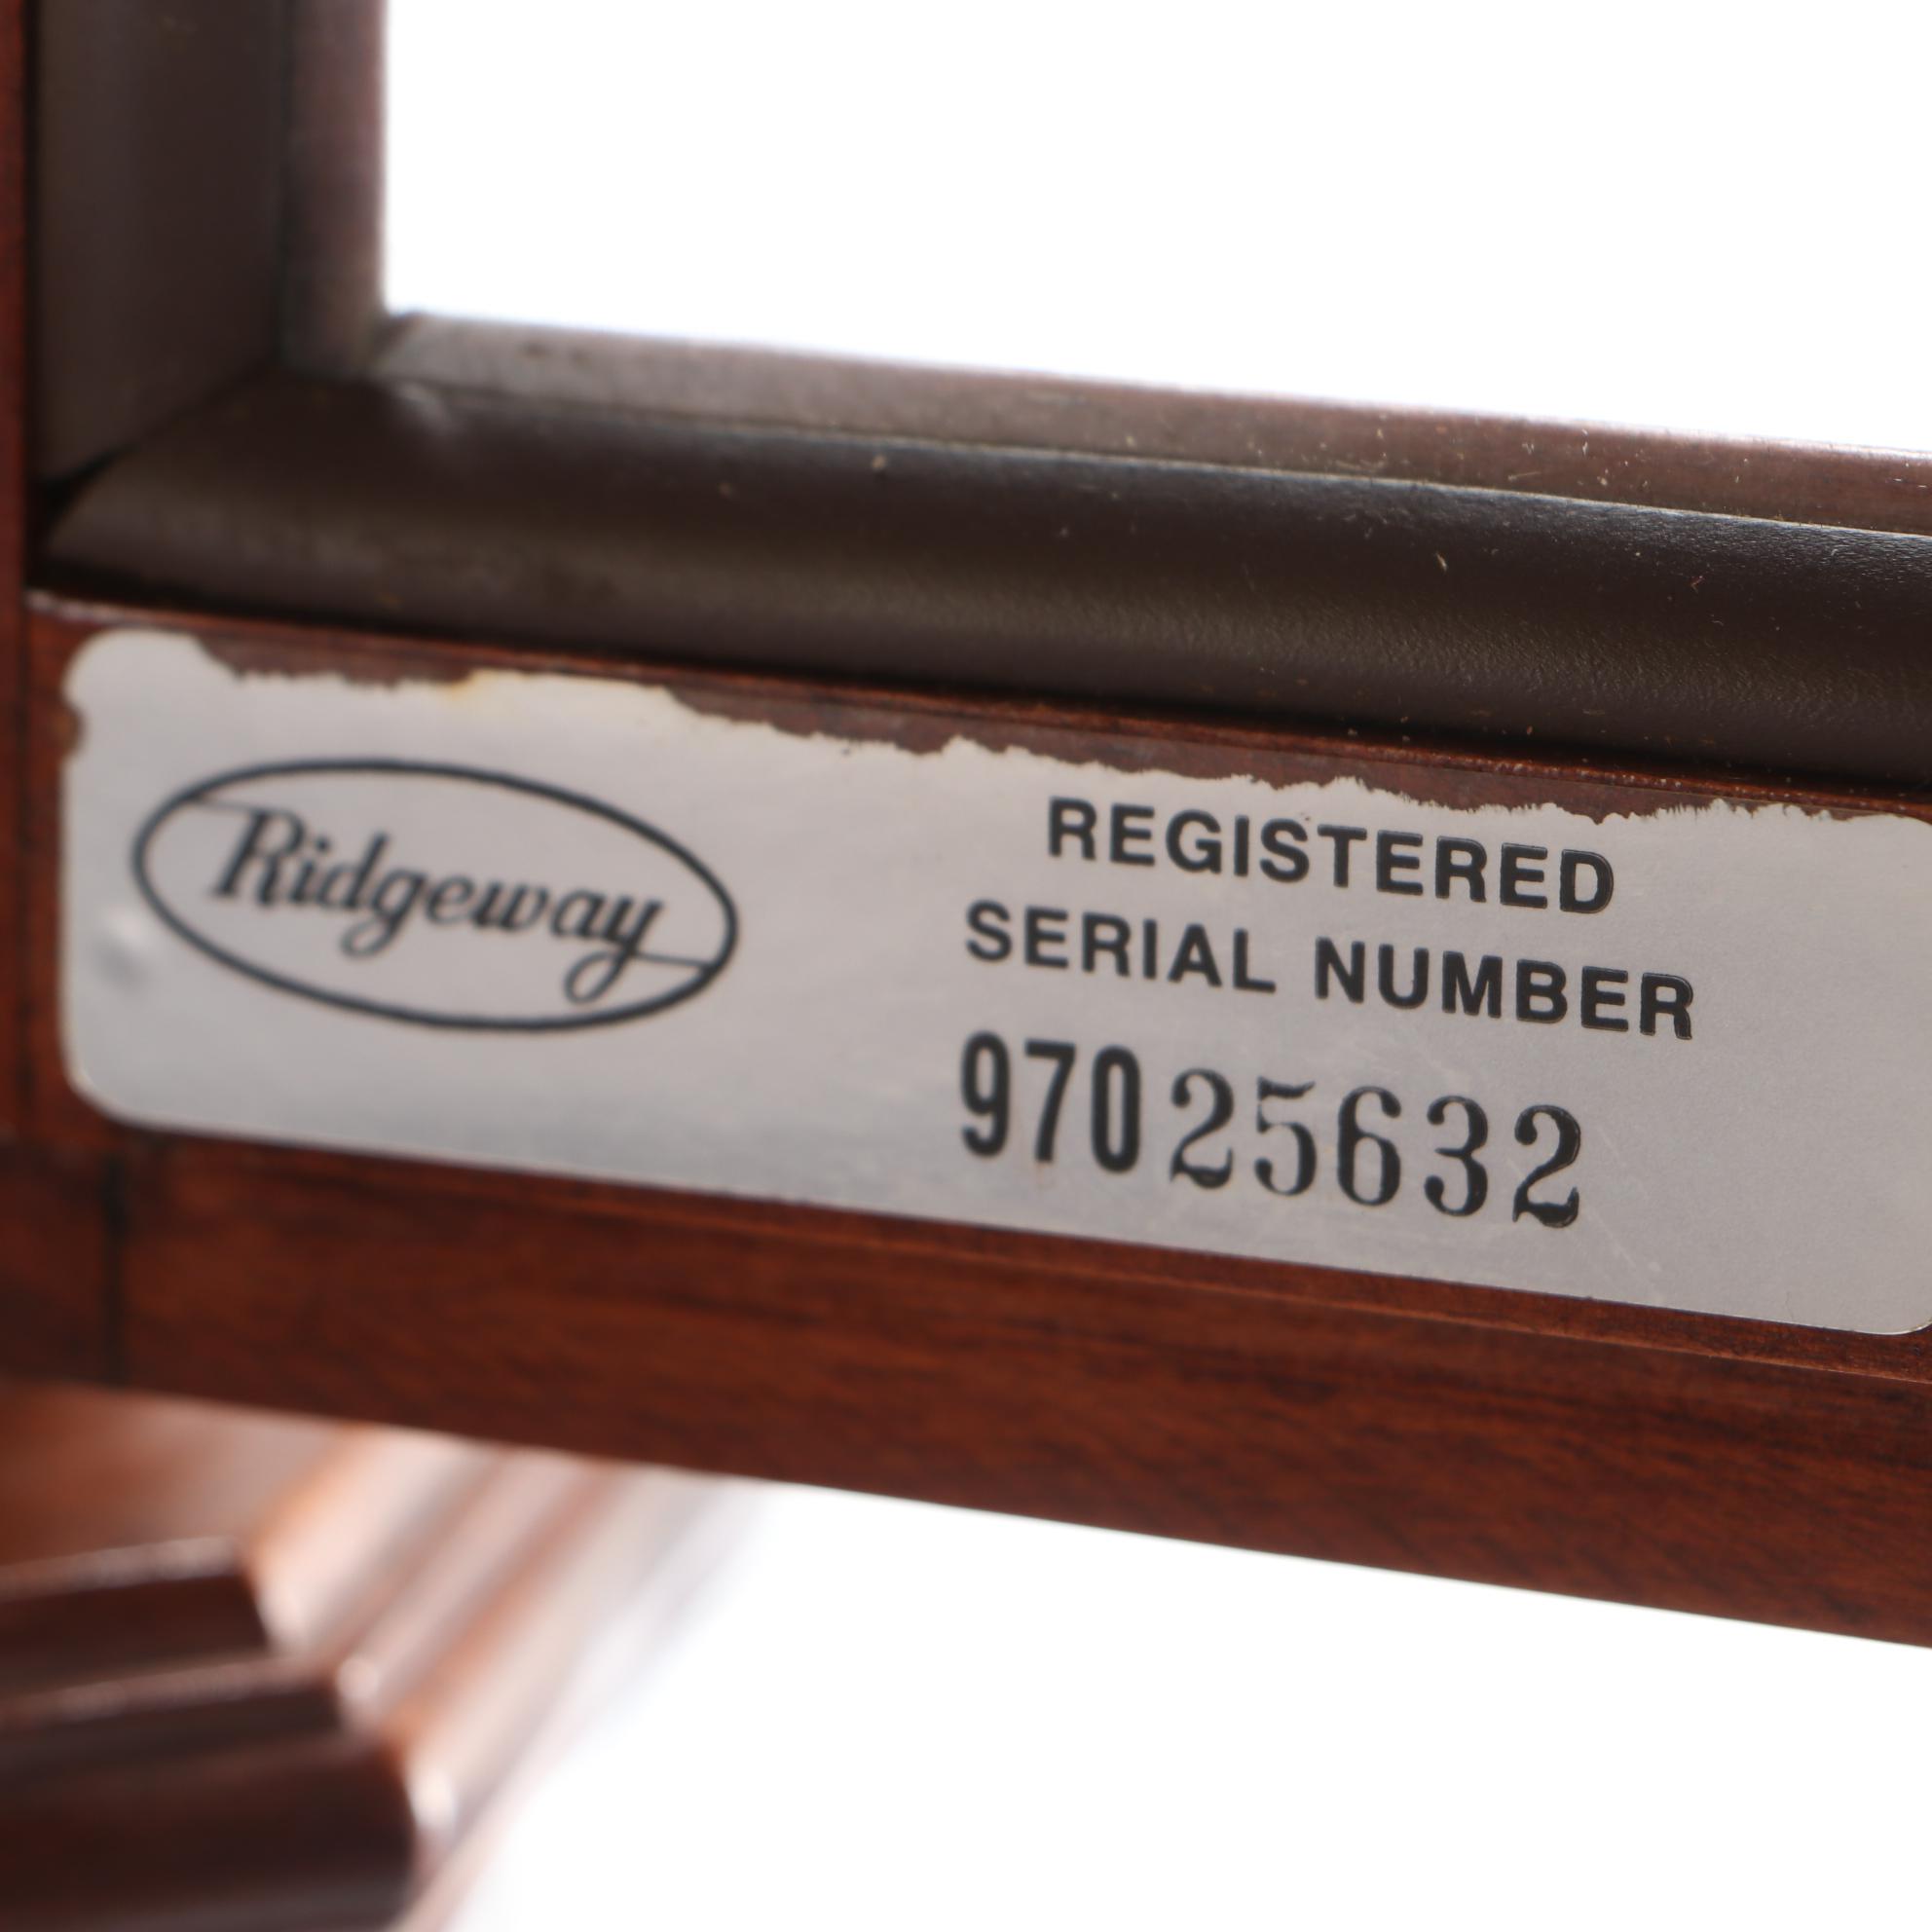 Ridgeway
REGISTERED
SERIAL NUMBER
97025632